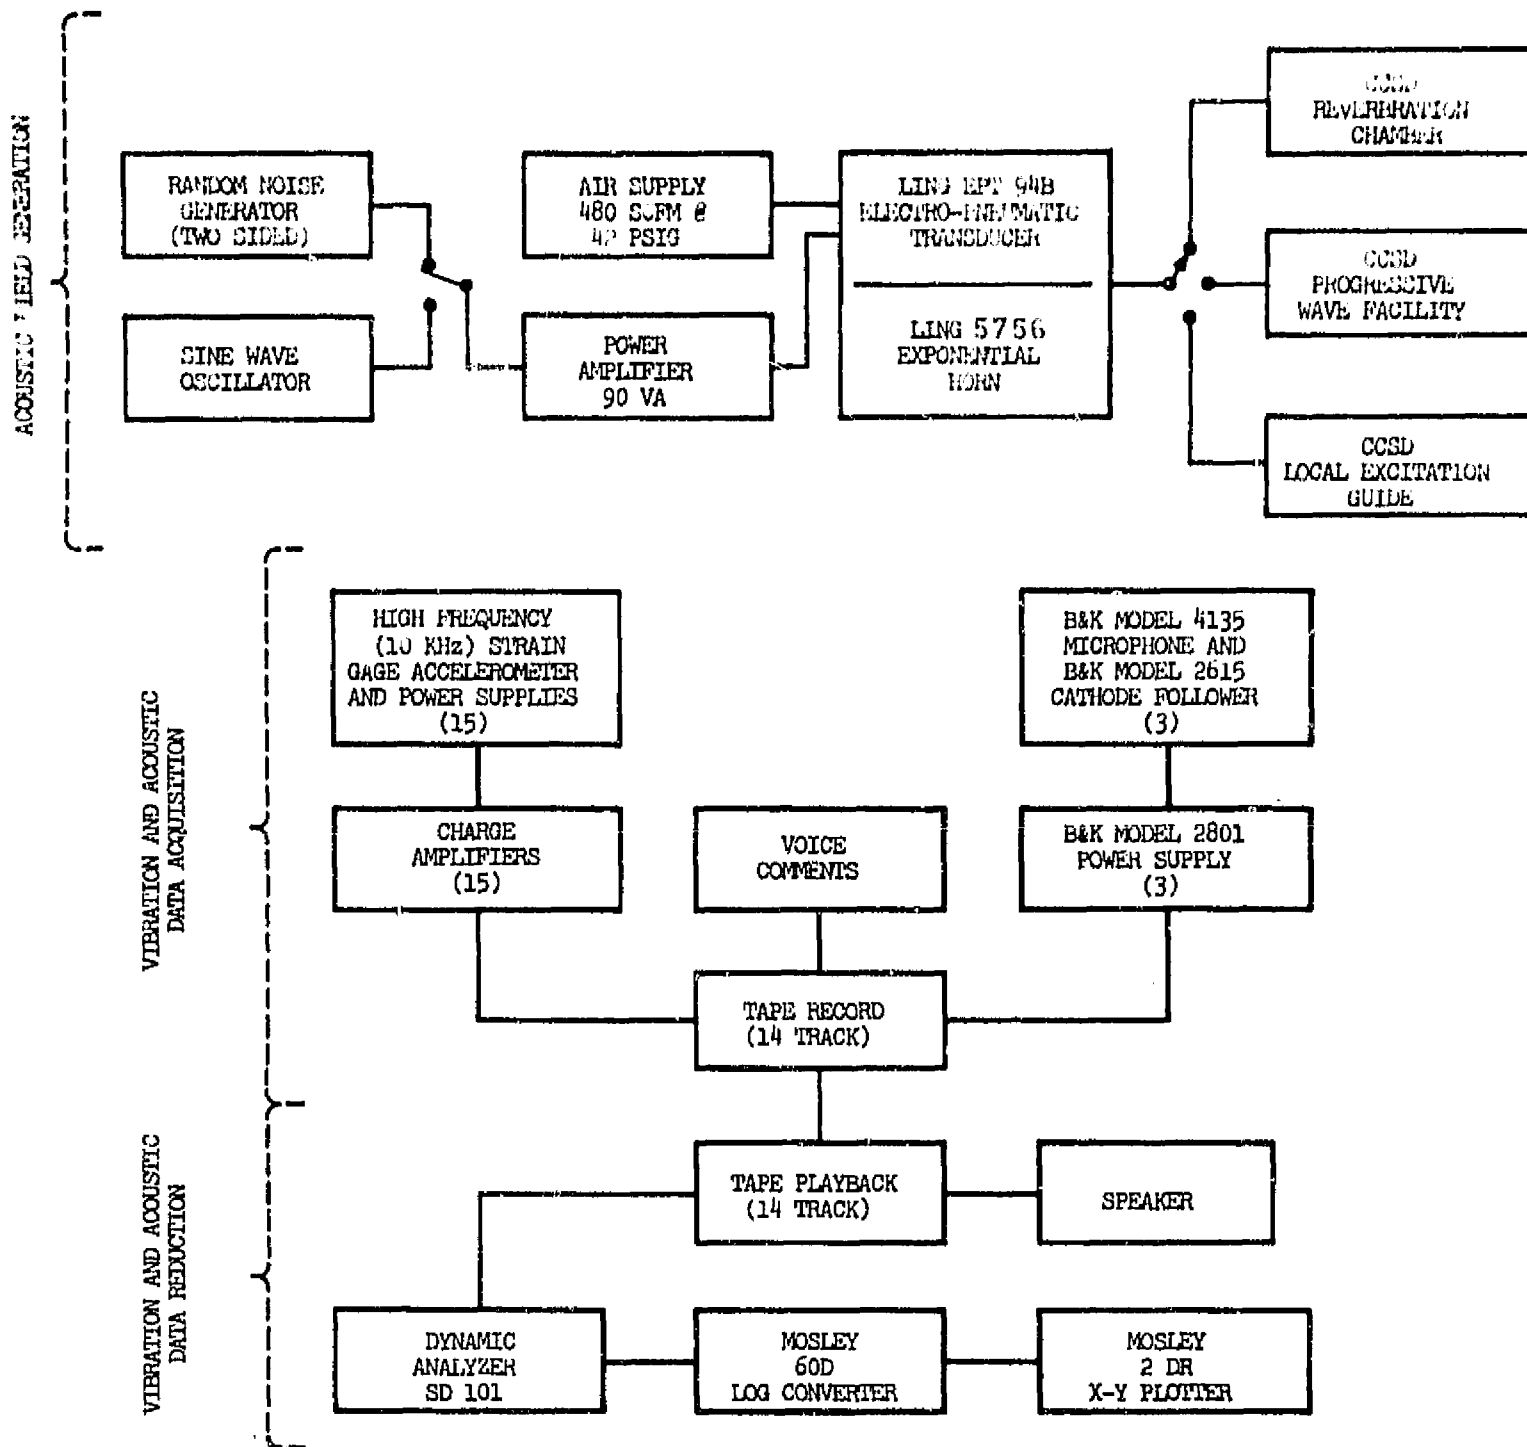 ACOUSTIC FIELD GENERATION
RANDOM NOISE
GENERATOR
(TWO SIDED)
SINE WAVE
OSCILLATOR
AIR SUPPLY
480 SCFM @
42 PSIG
POWER
AMPLIFIER
90 VA
LING EPT 94B
ELECTRO-PNEUMATIC
TRANSDUCER
LING 5756
EXPONENTIAL
HORN
CCSD
REVERBRATION
CHAMBER
CCSD
PROGRESSIVE
WAVE FACILITY
CCSD
LOCAL EXCITATION
GUIDE
VIBRATION AND ACOUSTIC
DATA ACQUISITION
HIGH FREQUENCY
(10 KHz) STRAIN
GAGE ACCELEROMETER
AND POWER SUPPLIES
(15)
B&K MODEL 4135
MICROPHONE AND
B&K MODEL 2615
CATHODE FOLLOWER
(3)
CHARGE
AMPLIFIERS
(15)
VOICE
COMMENTS
B&K MODEL 2801
POWER SUPPLY
(3)
TAPE RECORD
(14 TRACK)
VIBRATION AND ACOUSTIC
DATA REDUCTION
TAPE PLAYBACK
(14 TRACK)
SPEAKER
DYNAMIC
ANALYZER
SD 101
MOSLEY
60D
LOG CONVERTER
MOSLEY
2 DR
X-Y PLOTTER